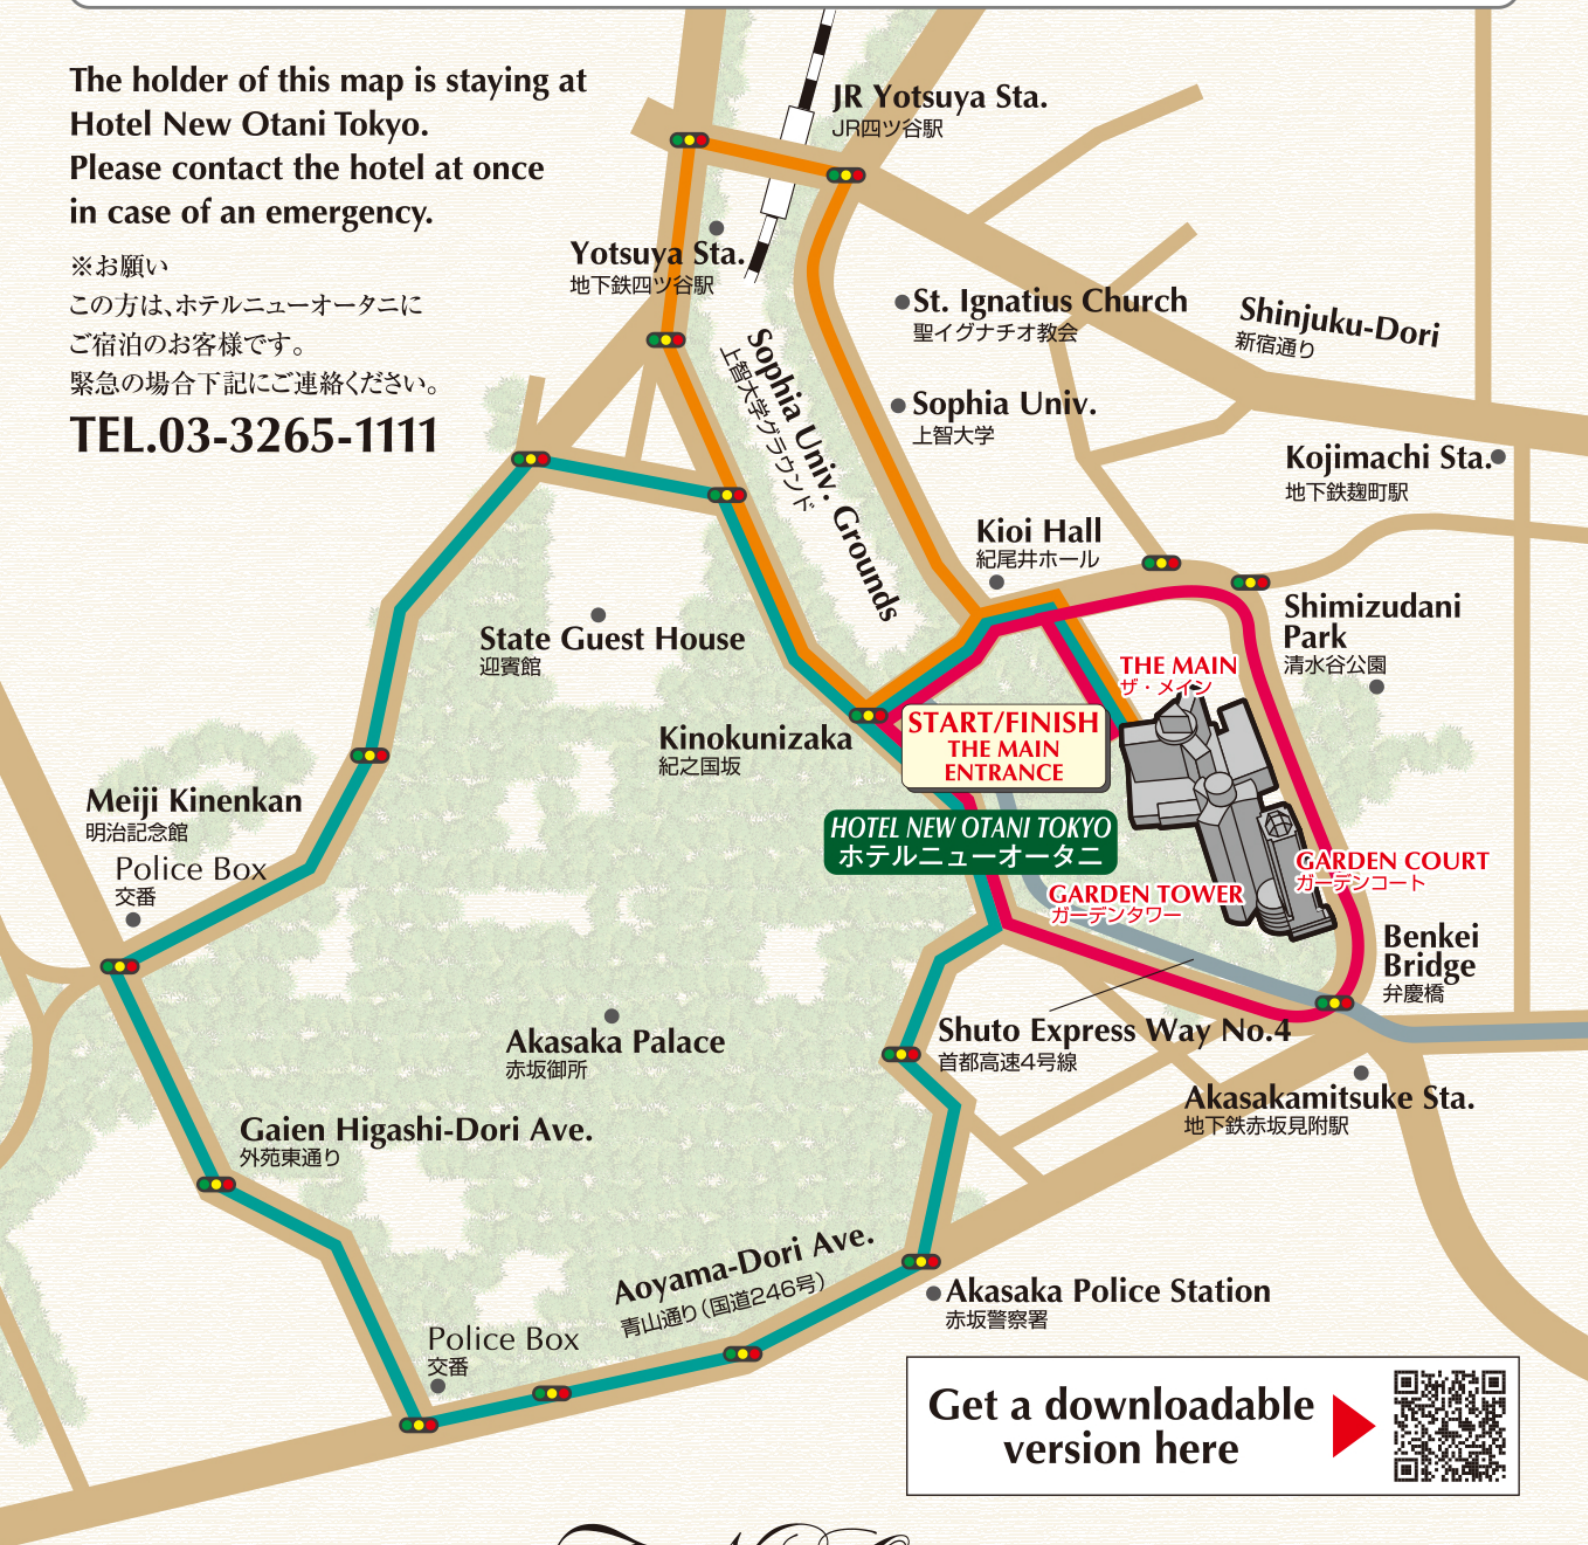 The holder of this map is staying at
Hotel New Otani Tokyo.
Please contact the hotel at once
in case of an emergency.
※お願い
この方は、ホテルニューオータニに
ご宿泊のお客様です。
緊急の場合下記にご連絡ください。
TEL.03-3265-1111
JR Yotsuya Sta.
JR四ツ谷駅
Yotsuya Sta.
地下鉄四ツ谷駅
St. Ignatius Church
聖イグナチオ教会
Shinjuku-Dori
新宿通り
Sophia Univ. Grounds
上智大学グラウンド
Sophia Univ.
上智大学
Kojimachi Sta.
地下鉄麹町駅
Kioi Hall
紀尾井ホール
Shimizudani
Park
清水谷公園
State Guest House
迎賓館
THE MAIN
ザ・メイン
Kinokunizaka
紀之国坂
START/FINISH
THE MAIN
ENTRANCE
HOTEL NEW OTANI TOKYO
ホテルニューオータニ
Meiji Kinenkan
明治記念館
Police Box
交番
GARDEN COURT
ガーデンコート
GARDEN TOWER
ガーデンタワー
Benkei
Bridge
弁慶橋
Shuto Express Way No.4
首都高速4号線
Akasaka Palace
赤坂御所
Akasakamitsuke Sta.
地下鉄赤坂見附駅
Gaien Higashi-Dori Ave.
外苑東通り
Aoyama-Dori Ave.
青山通り(国道246号)
Akasaka Police Station
赤坂警察署
Police Box
交番
Get a downloadable
version here